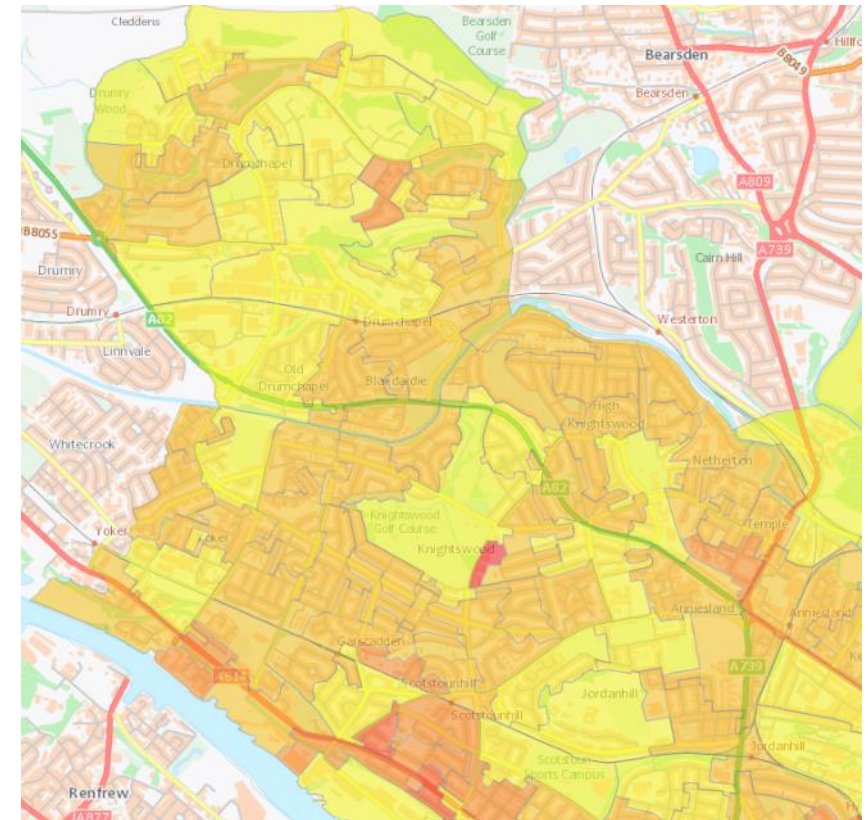 Cleddens
Bearsden
Golf
Course
Bearsden
Hillfo
B8049
Bearsden
Drumry
Wood
Drumchapel
A809
B8055
A739
Cairn Hill
Drumry
Drumry
A82
Drumchapel
Westerton
Linnvale
Old
Drumchapel
Blairdardie
High
Knightswood
Whitecrook
Netherton
A82
Knightswood
Golf Course
Temple
Yoker
Yoker
Knightswood
Anniesland
Anniesland
Garscadden
A739
A814
Scotstounhill
Jordanhill
Scotstounhill
Jordanhill
Scotstoun
Sports Campus
Renfrew
A877